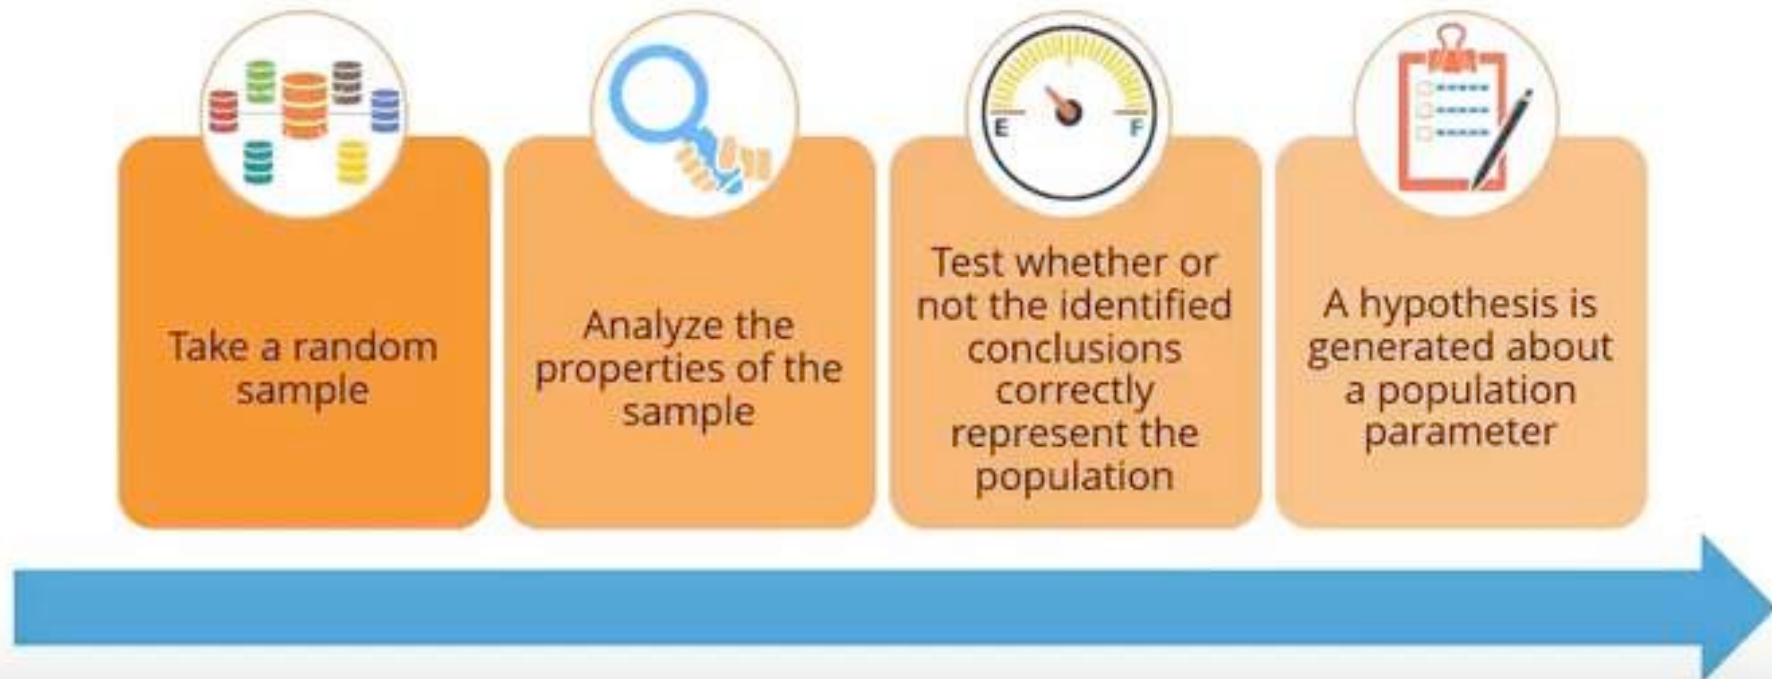 E
F
Take a random
sample
Analyze the
properties of the
sample
Test whether or
not the identified
conclusions
correctly
represent the
population
A hypothesis is
generated about
a population
parameter